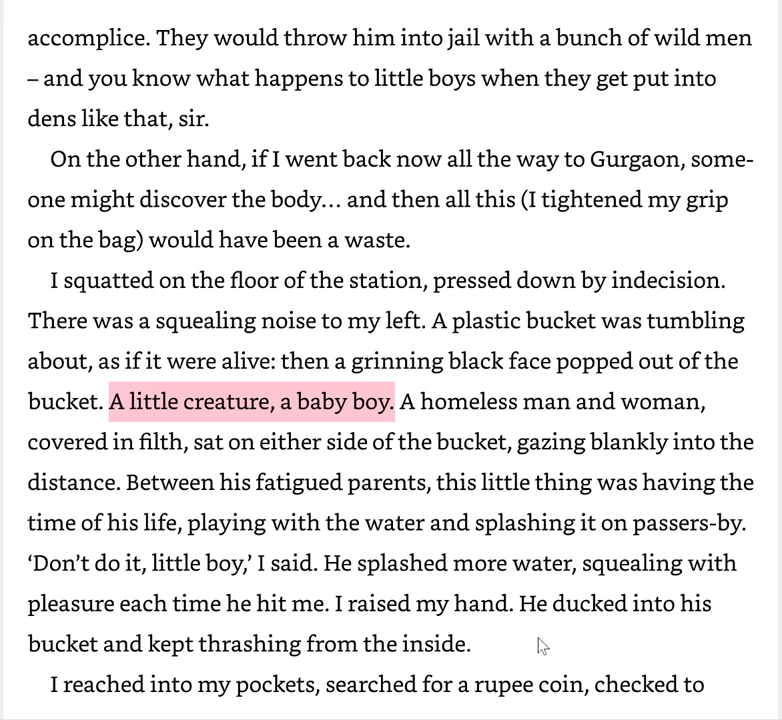 accomplice. They would throw him into jail with a bunch of wild men
– and you know what happens to little boys when they get put into
dens like that, sir.
On the other hand, if I went back now all the way to Gurgaon, some-
one might discover the body… and then all this (I tightened my grip
on the bag) would have been a waste.
I squatted on the floor of the station, pressed down by indecision.
There was a squealing noise to my left. A plastic bucket was tumbling
about, as if it were alive: then a grinning black face popped out of the
bucket. A little creature, a baby boy. A homeless man and woman,
covered in filth, sat on either side of the bucket, gazing blankly into the
distance. Between his fatigued parents, this little thing was having the
time of his life, playing with the water and splashing it on passers-by.
‘Don’t do it, little boy,’ I said. He splashed more water, squealing with
pleasure each time he hit me. I raised my hand. He ducked into his
bucket and kept thrashing from the inside.
I reached into my pockets, searched for a rupee coin, checked to